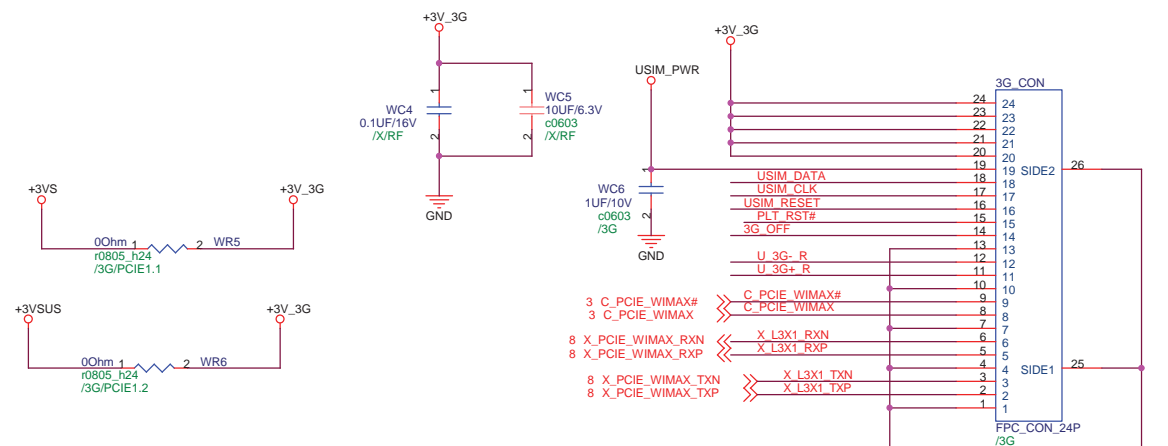 +3VS
+3V_3G
0Ohm 1 2 WR5
r0805_h24
/3G/PCIE1.1
+3VSUS
+3V_3G
0Ohm 1 2 WR6
r0805_h24
/3G/PCIE1.2
+3V_3G
1
2
WC4
0.1UF/16V
/X/RF
1
2
WC5
10UF/6.3V
c0603
/X/RF
GND
USIM_PWR
1
2
WC6
1UF/10V
c0603
/3G
GND
+3V_3G
3G_CON
24 24
23 23
22 22
21 21
20 20
19 19 SIDE2 26
USIM_DATA 18 18
USIM_CLK 17 17
USIM_RESET 16 16
PLT_RST# 15 15
3G_OFF 14 14
13 13
U_3G-_R 12 12
U_3G+_R 11 11
10 10
3 C_PCIE_WIMAX# C_PCIE_WIMAX# 9 9
3 C_PCIE_WIMAX C_PCIE_WIMAX 8 8
7 7
8 X_PCIE_WIMAX_RXN X_L3X1_RXN 6 6
8 X_PCIE_WIMAX_RXP X_L3X1_RXP 5 5
4 4 SIDE1 25
8 X_PCIE_WIMAX_TXN X_L3X1_TXN 3 3
8 X_PCIE_WIMAX_TXP X_L3X1_TXP 2 2
1 1
FPC_CON_24P
/3G